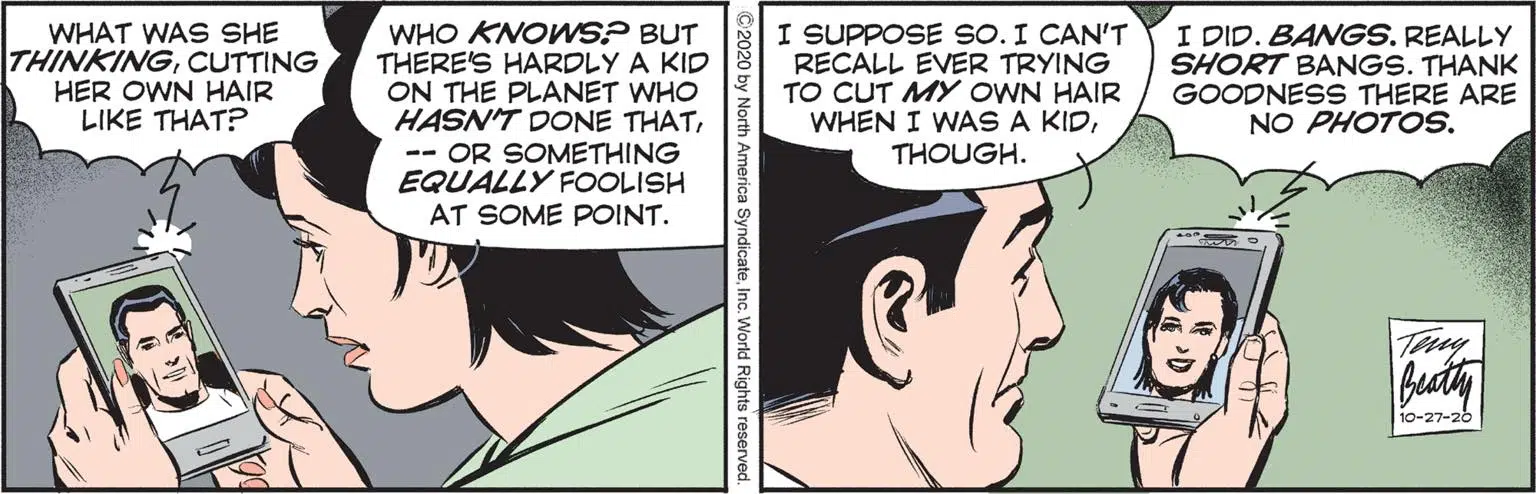 WHAT WAS SHE
THINKING, CUTTING
HER OWN HAIR
LIKE THAT?
WHO KNOWS? BUT
THERE'S HARDLY A KID
ON THE PLANET WHO
HASN'T DONE THAT,
-- OR SOMETHING
EQUALLY FOOLISH
AT SOME POINT.
©2020 by North America Syndicate, Inc. World Rights reserved.
I SUPPOSE SO. I CAN'T
RECALL EVER TRYING
TO CUT MY OWN HAIR
WHEN I WAS A KID,
THOUGH.
I DID. BANGS. REALLY
SHORT BANGS. THANK
GOODNESS THERE ARE
NO PHOTOS.
Terry
Beatty
10-27-20